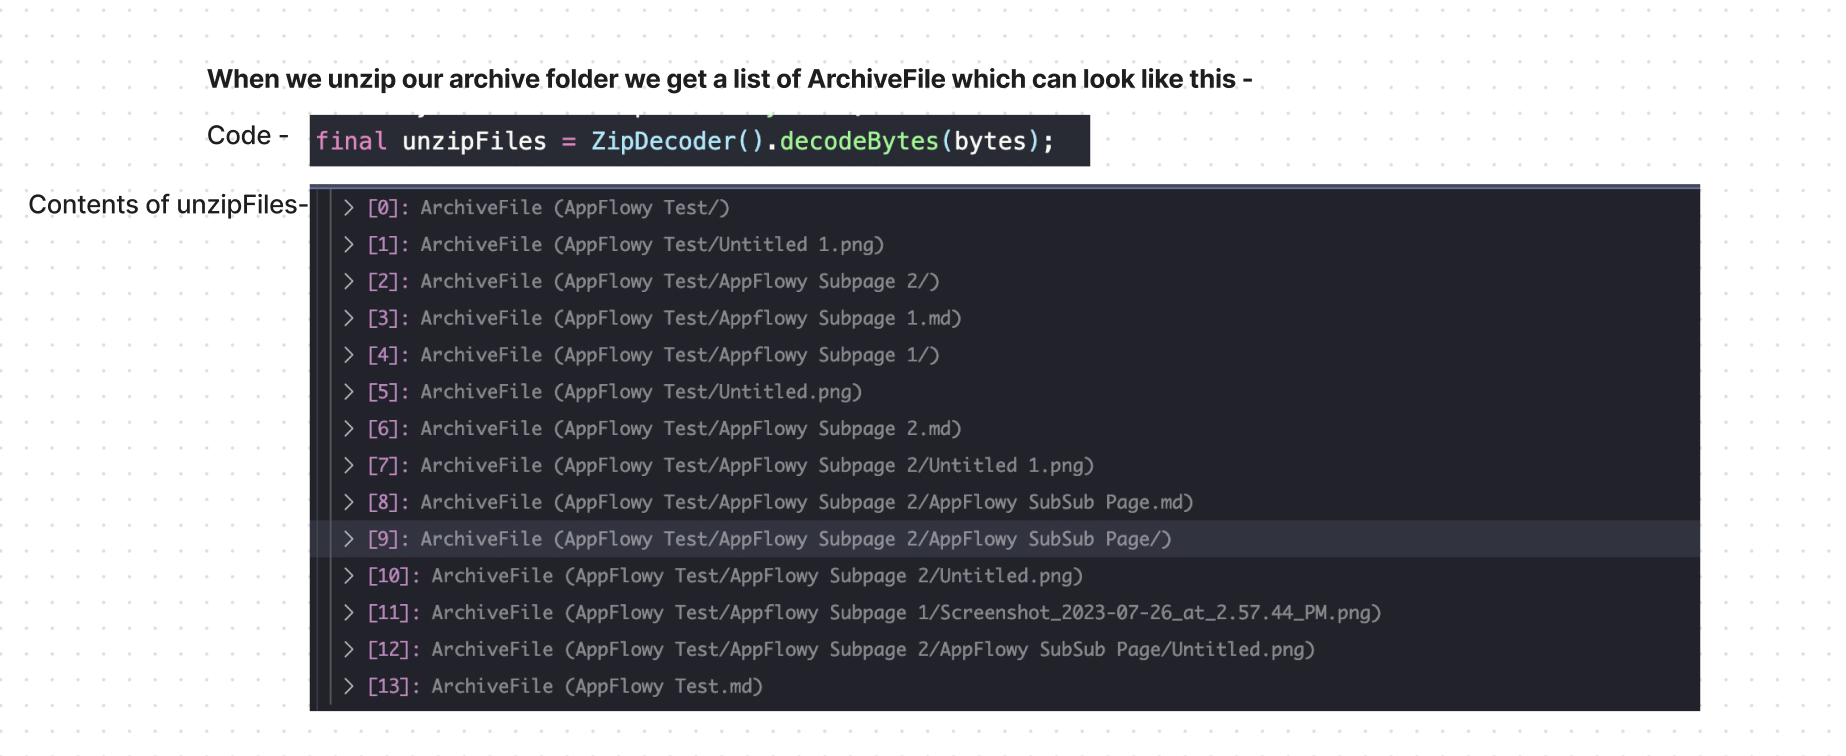 When we unzip our archive folder we get a list of ArchiveFile which can look like this -
Code -
final unzipFiles = ZipDecoder().decodeBytes(bytes);
Contents of unzipFiles-
> [0]: ArchiveFile (AppFlowy Test/)
> [1]: ArchiveFile (AppFlowy Test/Untitled 1.png)
> [2]: ArchiveFile (AppFlowy Test/AppFlowy Subpage 2/)
> [3]: ArchiveFile (AppFlowy Test/Appflowy Subpage 1.md)
> [4]: ArchiveFile (AppFlowy Test/Appflowy Subpage 1/)
> [5]: ArchiveFile (AppFlowy Test/Untitled.png)
> [6]: ArchiveFile (AppFlowy Test/AppFlowy Subpage 2.md)
> [7]: ArchiveFile (AppFlowy Test/AppFlowy Subpage 2/Untitled 1.png)
> [8]: ArchiveFile (AppFlowy Test/AppFlowy Subpage 2/AppFlowy SubSub Page.md)
> [9]: ArchiveFile (AppFlowy Test/AppFlowy Subpage 2/AppFlowy SubSub Page/)
> [10]: ArchiveFile (AppFlowy Test/AppFlowy Subpage 2/Untitled.png)
> [11]: ArchiveFile (AppFlowy Test/Appflowy Subpage 1/Screenshot_2023-07-26_at_2.57.44_PM.png)
> [12]: ArchiveFile (AppFlowy Test/AppFlowy Subpage 2/AppFlowy SubSub Page/Untitled.png)
> [13]: ArchiveFile (AppFlowy Test.md)